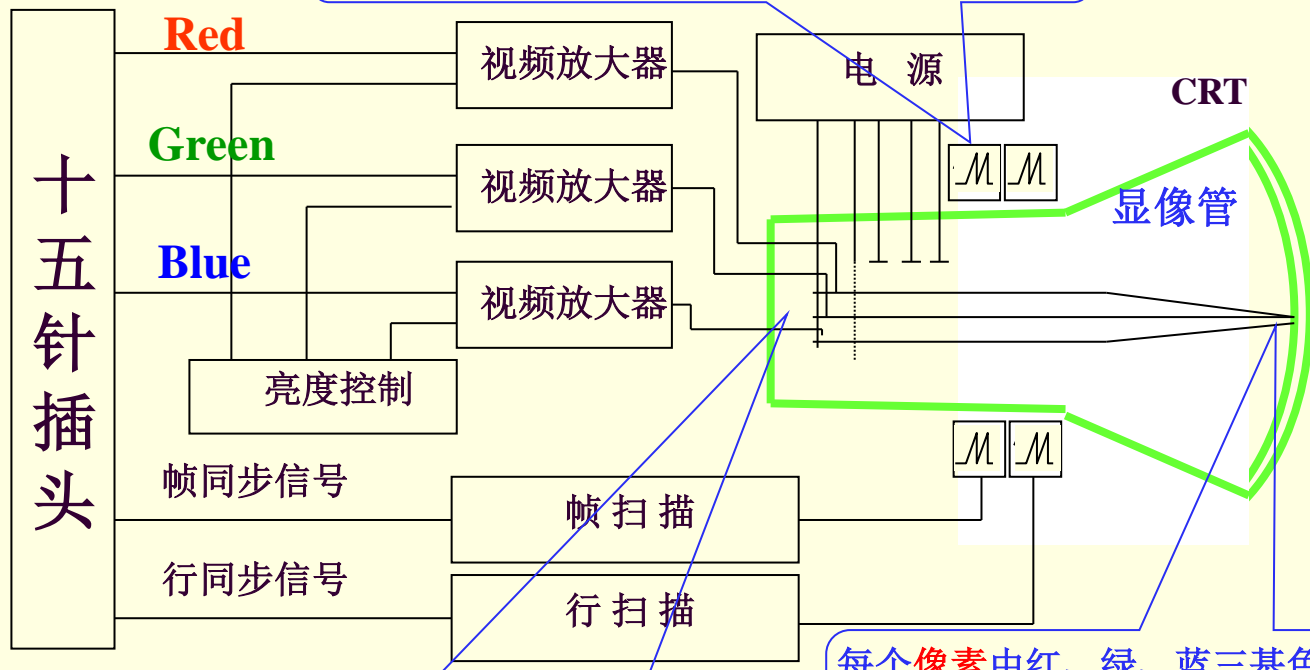 十五针插头
Red
视频放大器
电 源
CRT
Green
视频放大器
显像管
Blue
视频放大器
亮度控制
帧同步信号
帧 扫 描
行同步信号
行 扫 描
每个像素由红、绿、蓝三基